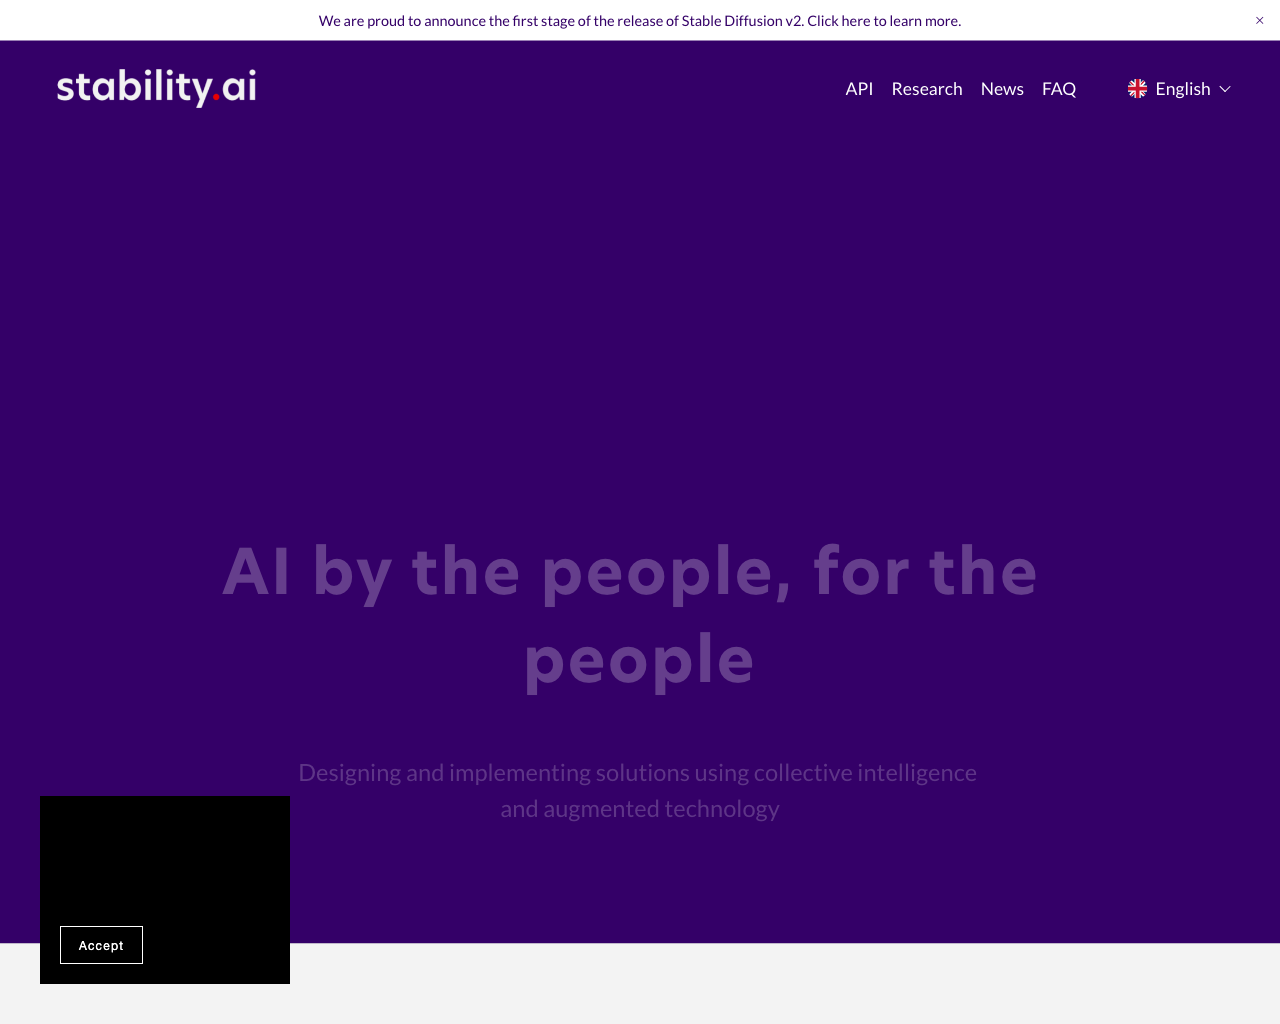 We are proud to announce the first stage of the release of Stable Diffusion v2. Click here to learn more.
stability.ai
API Research News FAQ English
AI by the people, for the
people
Designing and implementing solutions using collective intelligence
and augmented technology
Accept